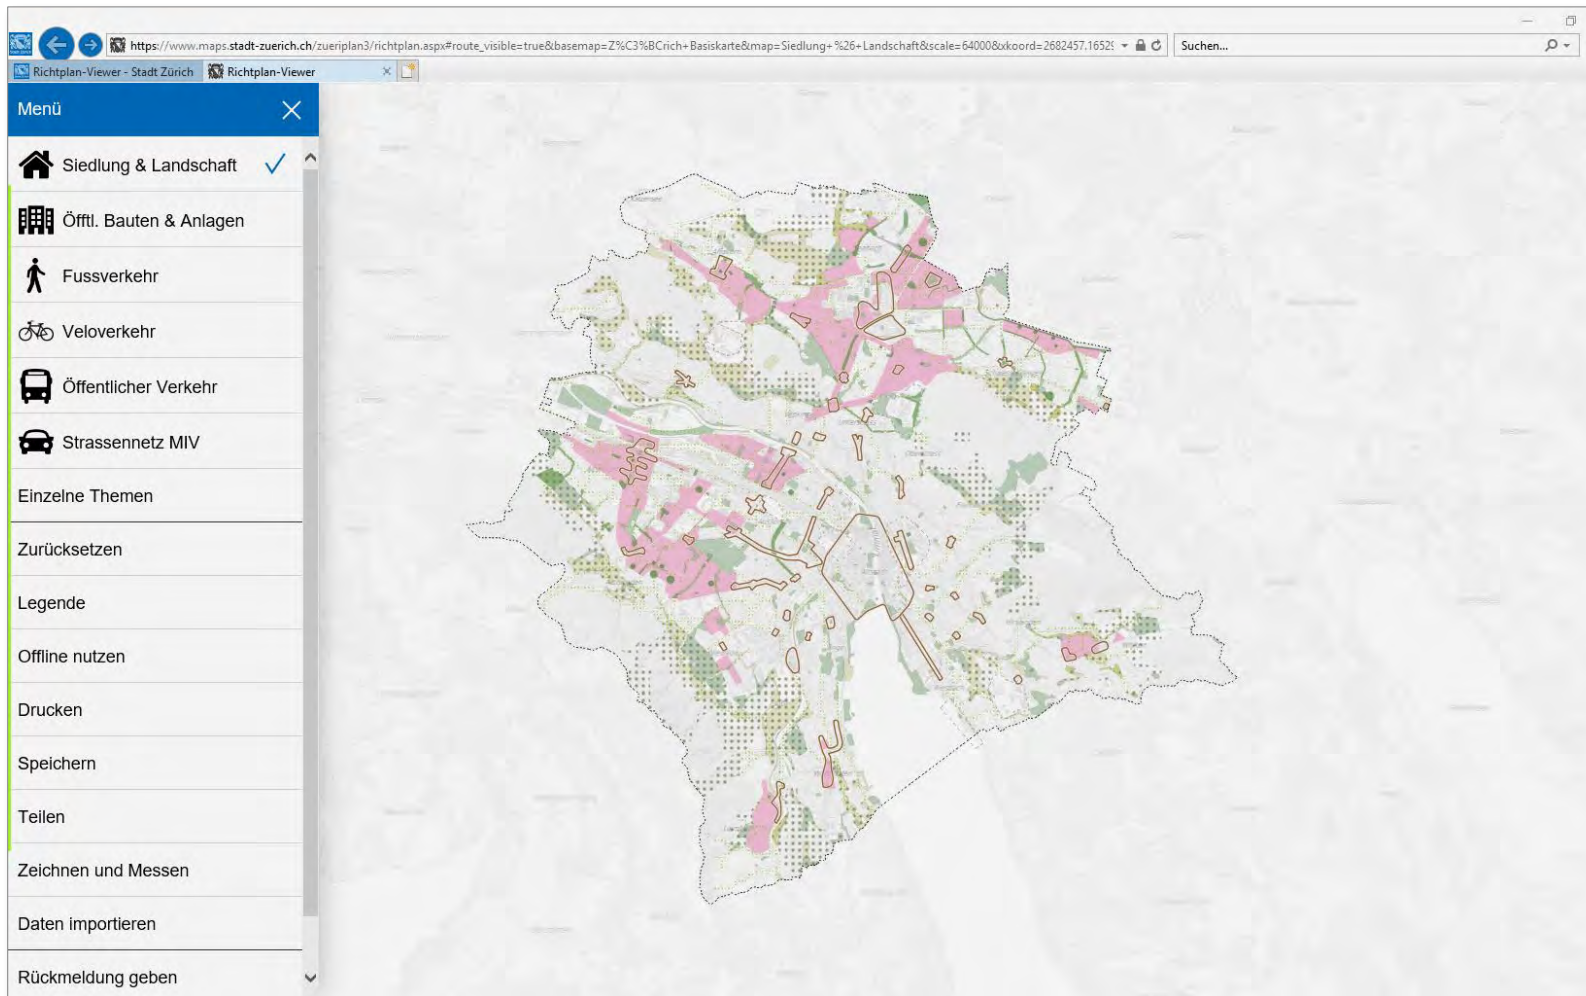 https://www.maps.stadt-zuerich.ch/zueriplan3/richtplan.aspx#route_visible=true&basemap=Z%C3%BCrich+Basiskarte&map=Siedlung+%26+Landschaft&scale=64000&xkoord=2682457.1652
Suchen...
Richtplan-Viewer - Stadt Zürich
Richtplan-Viewer
Menü
Siedlung & Landschaft
Öfftl. Bauten & Anlagen
Fussverkehr
Veloverkehr
Öffentlicher Verkehr
Strassennetz MIV
Einzelne Themen
Zurücksetzen
Legende
Offline nutzen
Drucken
Speichern
Teilen
Zeichnen und Messen
Daten importieren
Rückmeldung geben